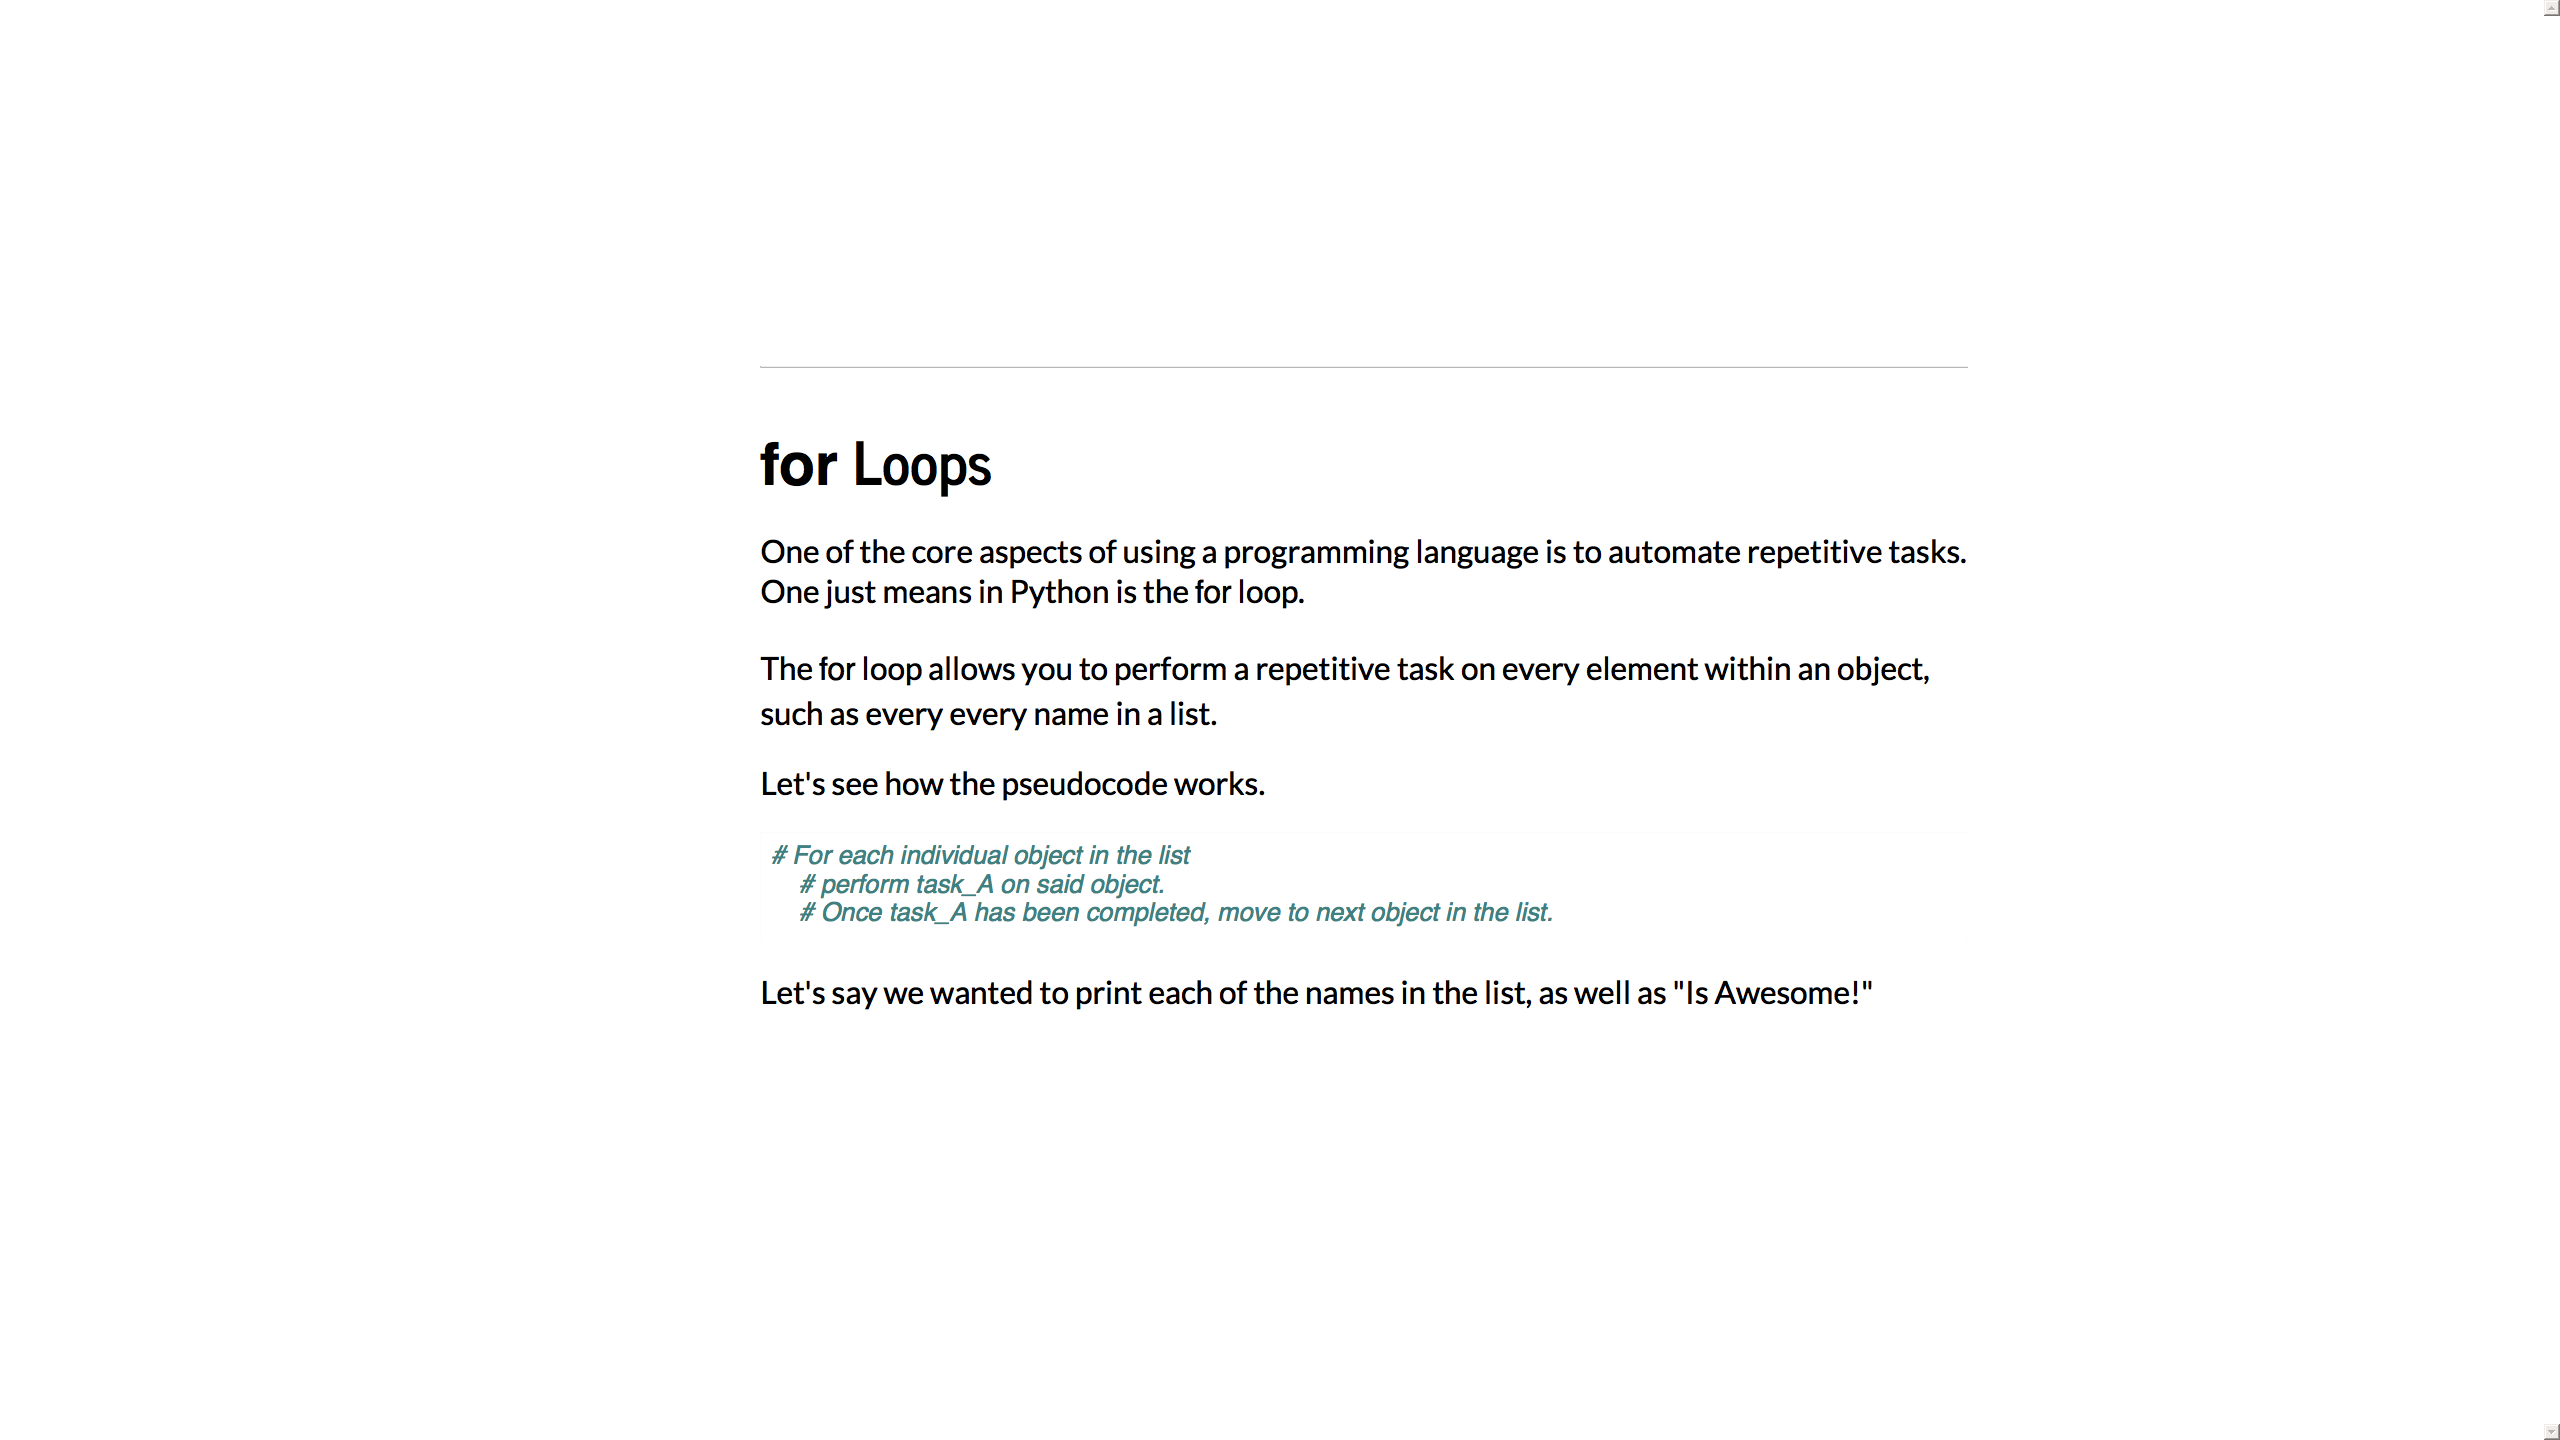 for Loops
One of the core aspects of using a programming language is to automate repetitive tasks.
One just means in Python is the for loop.
The for loop allows you to perform a repetitive task on every element within an object,
such as every every name in a list.
Let's see how the pseudocode works.
# For each individual object in the list
# perform task_A on said object.
# Once task_A has been completed, move to next object in the list.
Let's say we wanted to print each of the names in the list, as well as "Is Awesome!"